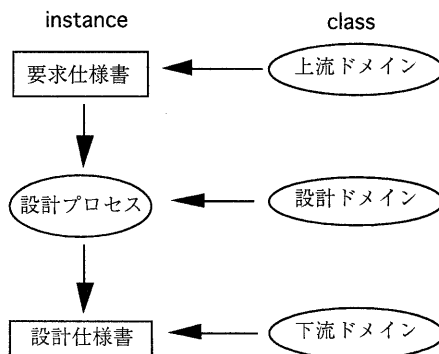 instance
class
要求仕様書
上流ドメイン
設計プロセス
設計ドメイン
設計仕様書
下流ドメイン